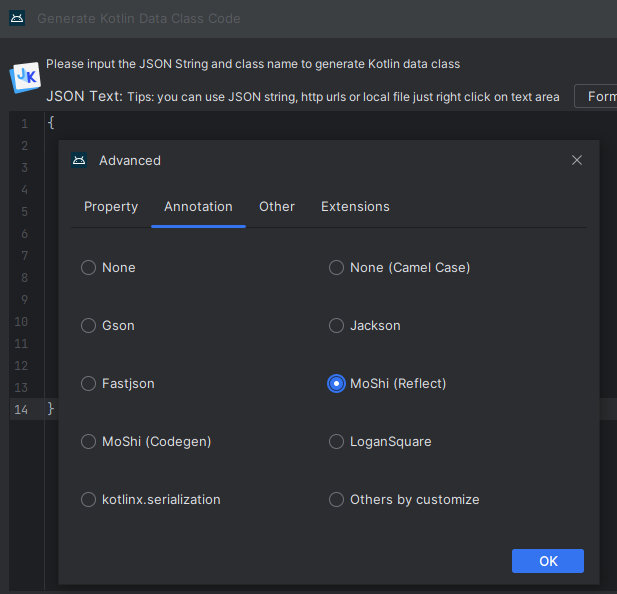 Generate Kotlin Data Class Code
JK
Please input the JSON String and class name to generate Kotlin data class
JSON Text: Tips: you can use JSON string, http urls or local file just right click on text area Form
1 {
2
3
4
5
6
7
8
9
10
11
12
13
14 }
Advanced
Property Annotation Other Extensions
None None (Camel Case)
Gson Jackson
Fastjson MoShi (Reflect)
MoShi (Codegen) LoganSquare
kotlinx.serialization Others by customize
OK